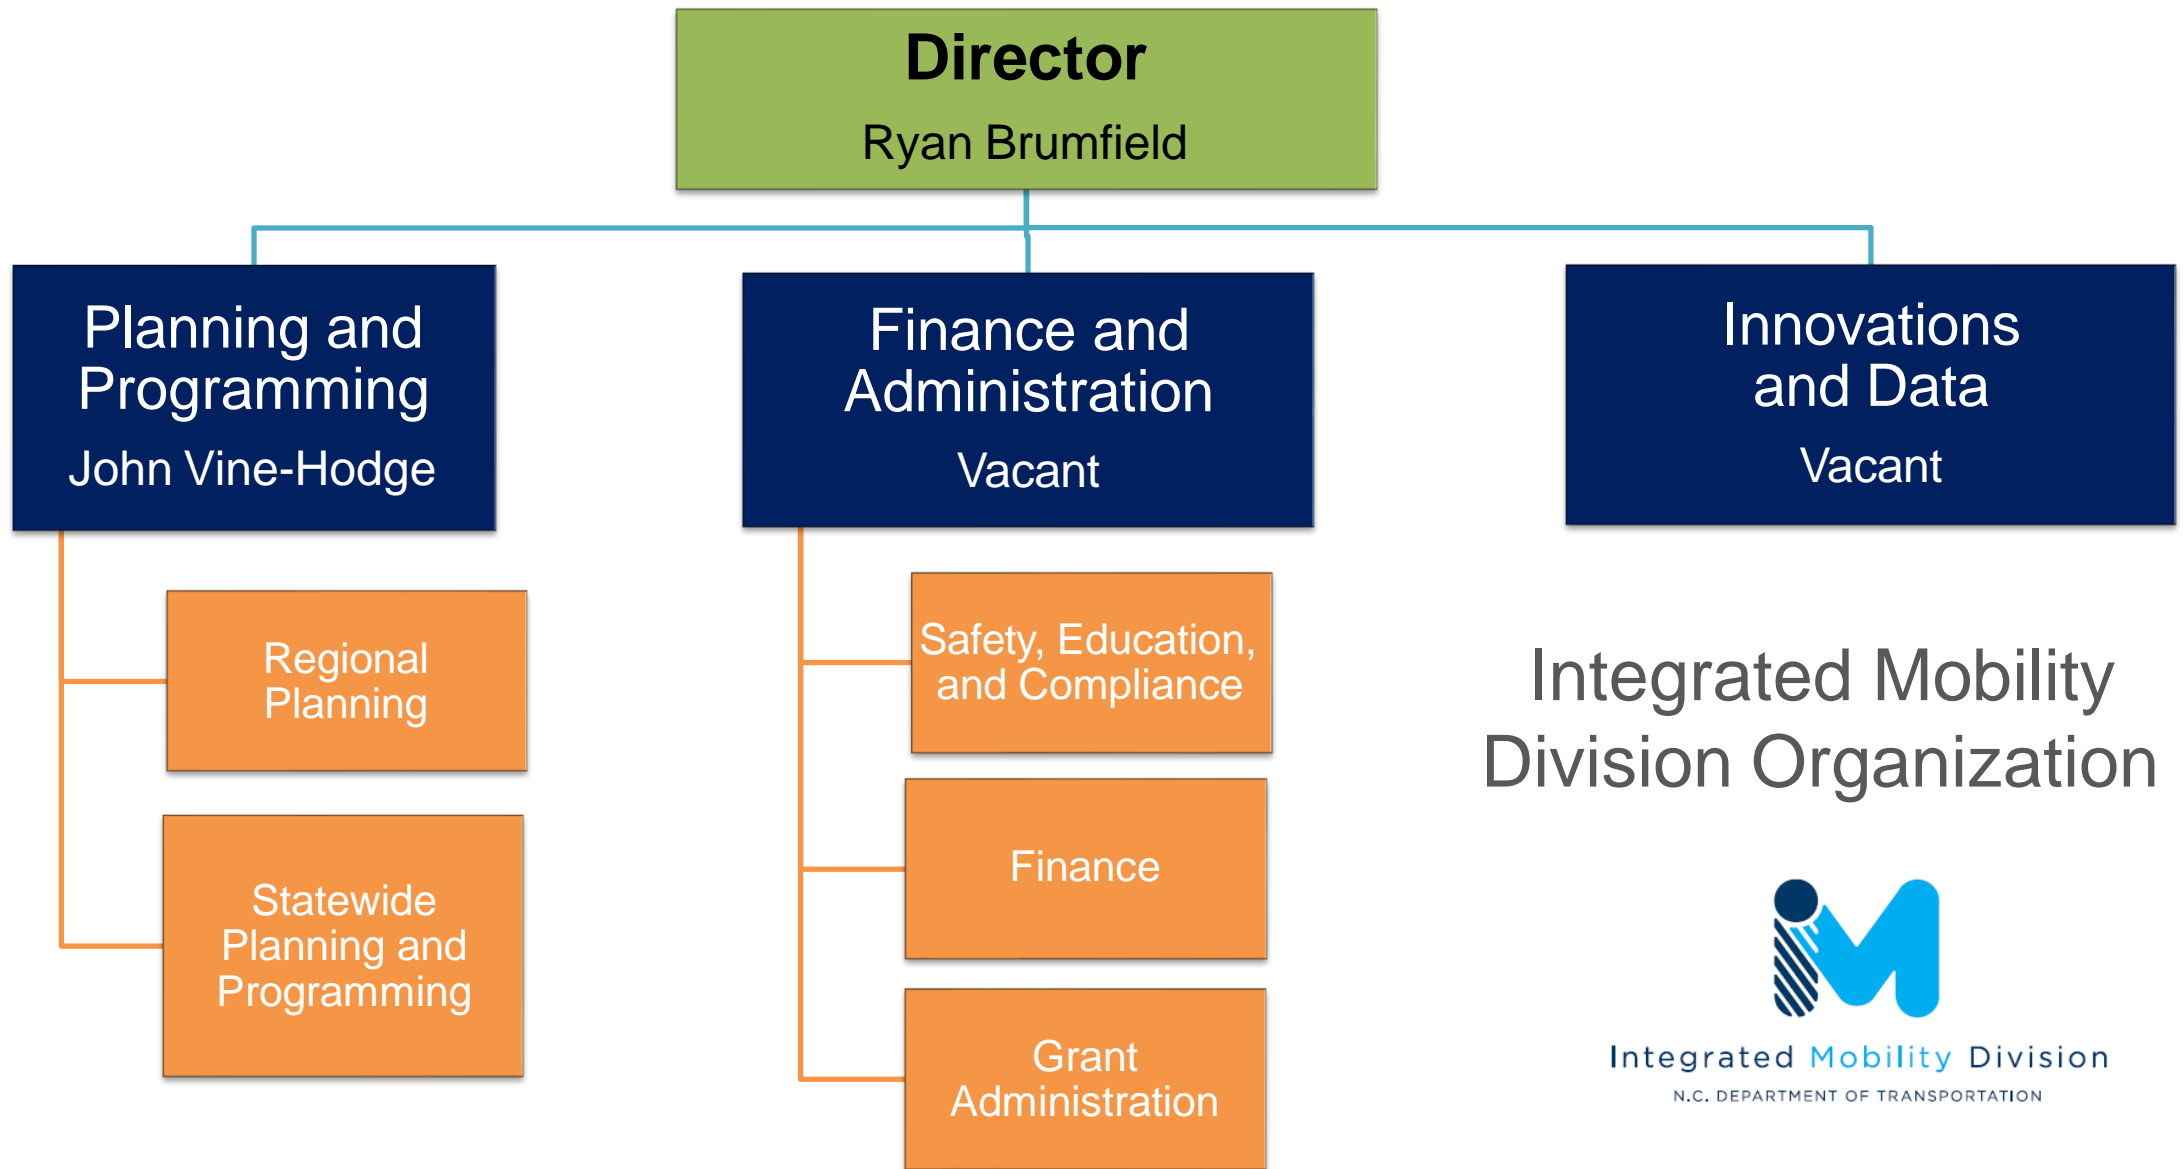 Director
Ryan Brumfield
Planning and
Programming
John Vine-Hodge
Finance and
Administration
Vacant
Innovations
and Data
Vacant
Regional
Planning
Statewide
Planning and
Programming
Safety, Education,
and Compliance
Finance
Grant
Administration
Integrated Mobility
Division Organization
iM
Integrated Mobility Division
N.C. DEPARTMENT OF TRANSPORTATION